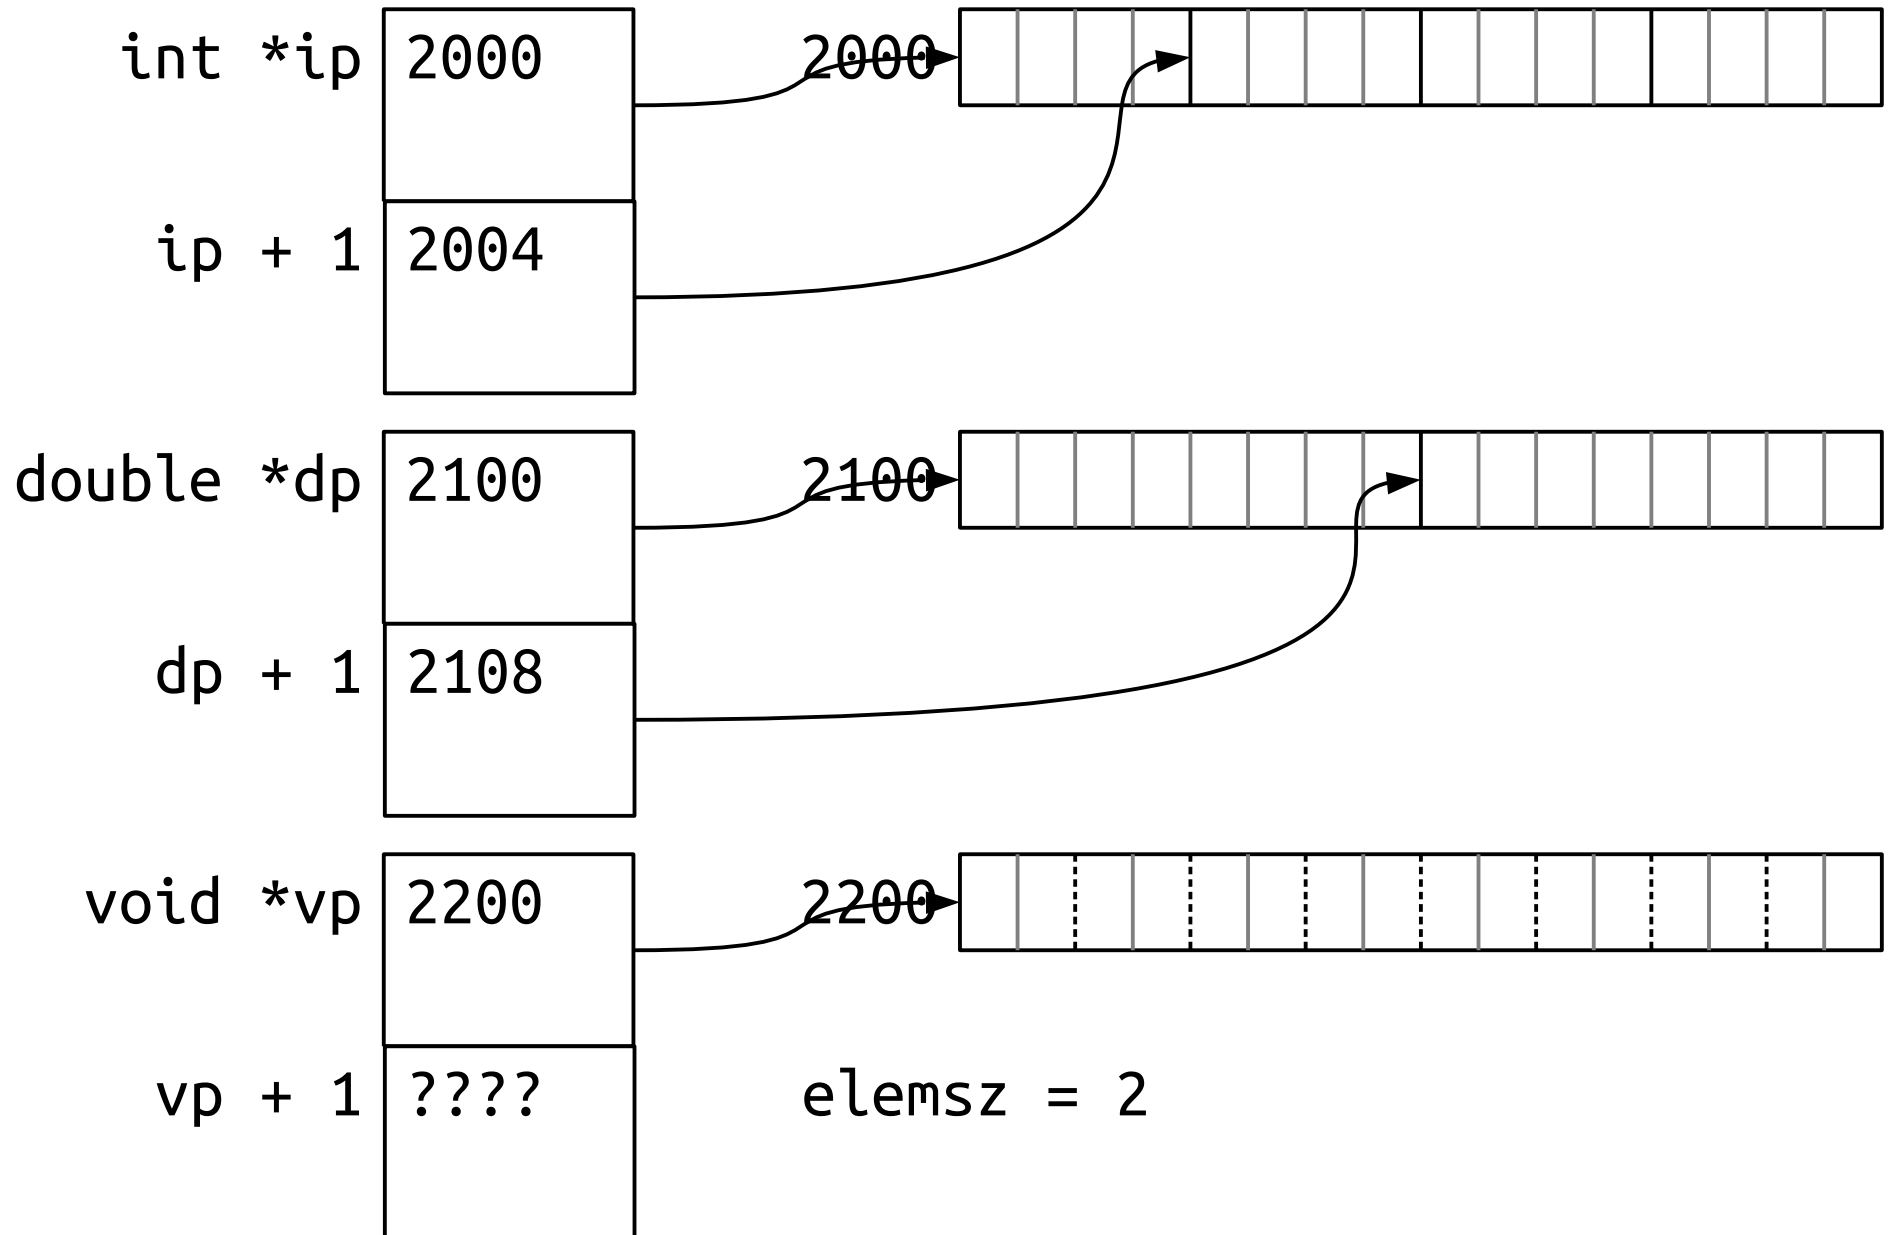 int *ip 2000 2000
ip + 1 2004
double *dp 2100 2100
dp + 1 2108
void *vp 2200 2200
vp + 1 ???? elemsz = 2